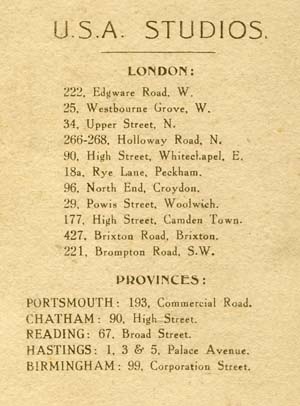 U.S.A. STUDIOS.
LONDON:
222, Edgware Road, W.
25, Westbourne Grove, W.
34, Upper Street, N.
266-268, Holloway Road, N.
90, High Street, Whitechapel, E.
18a, Rye Lane, Peckham.
96, North End, Croydon.
29, Powis Street, Woolwich.
177, High Street, Camden Town.
427, Brixton Road, Brixton.
221, Brompton Road, S.W.
PROVINCES:
PORTSMOUTH: 193, Commercial Road.
CHATHAM: 90, High Street.
READING: 67, Broad Street.
HASTINGS: 1, 3 & 5, Palace Avenue.
BIRMINGHAM: 99, Corporation Street.